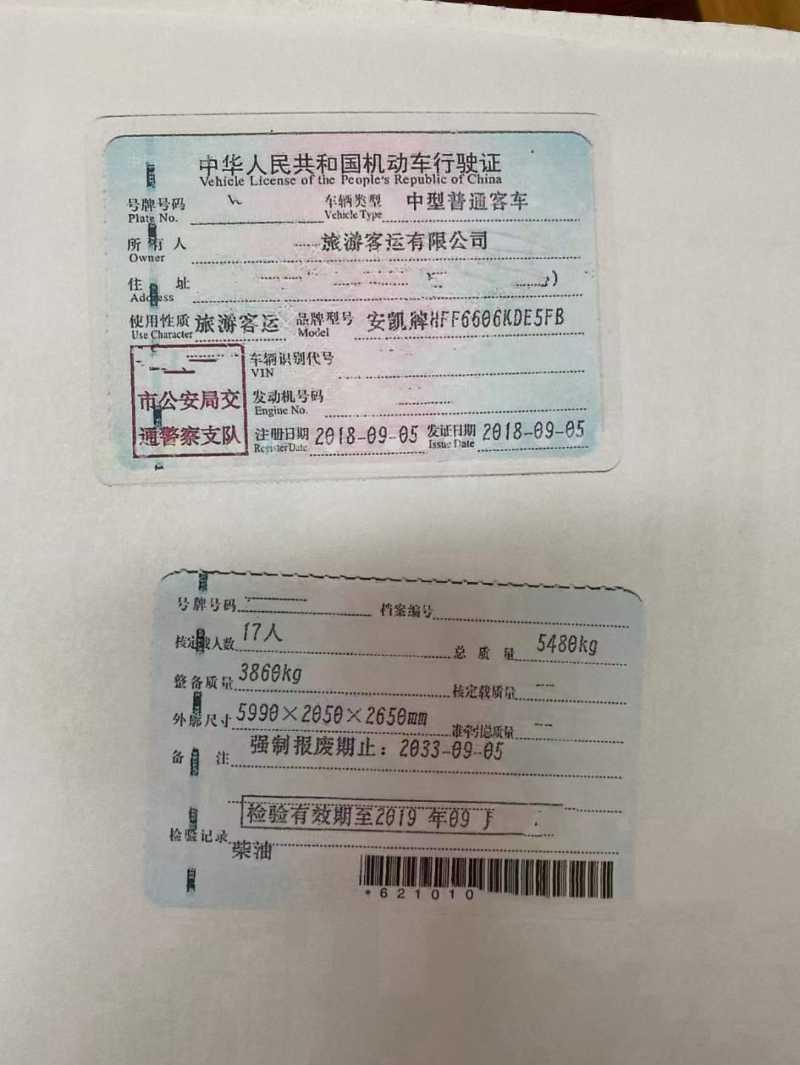 中华人民共和国机动车行驶证
Vehicle License of the People's Republic of China
号牌号码 车辆类型 中型普通客车
Plate No. Vehicle Type
所有人 旅游客运有限公司
Owner
住址
Address
使用性质 旅游客运 品牌型号 安凯牌HFF6606KDE5FB
Use Character Model
车辆识别代号
VIN
市公安局交
发动机号码
Engine No.
通警察支队
注册日期 2018-09-05 发证日期 2018-09-05
Register Date Issue Date
号牌号码 档案编号
核定载人数 17人 总质量 5480kg
整备质量 3860kg 核定载质量 --
外廓尺寸 5990×2050×2650mm 准牵引总质量 --
备注 强制报废期止：2033-09-05
检验有效期至2019年09月
检验记录
柴油
*621010